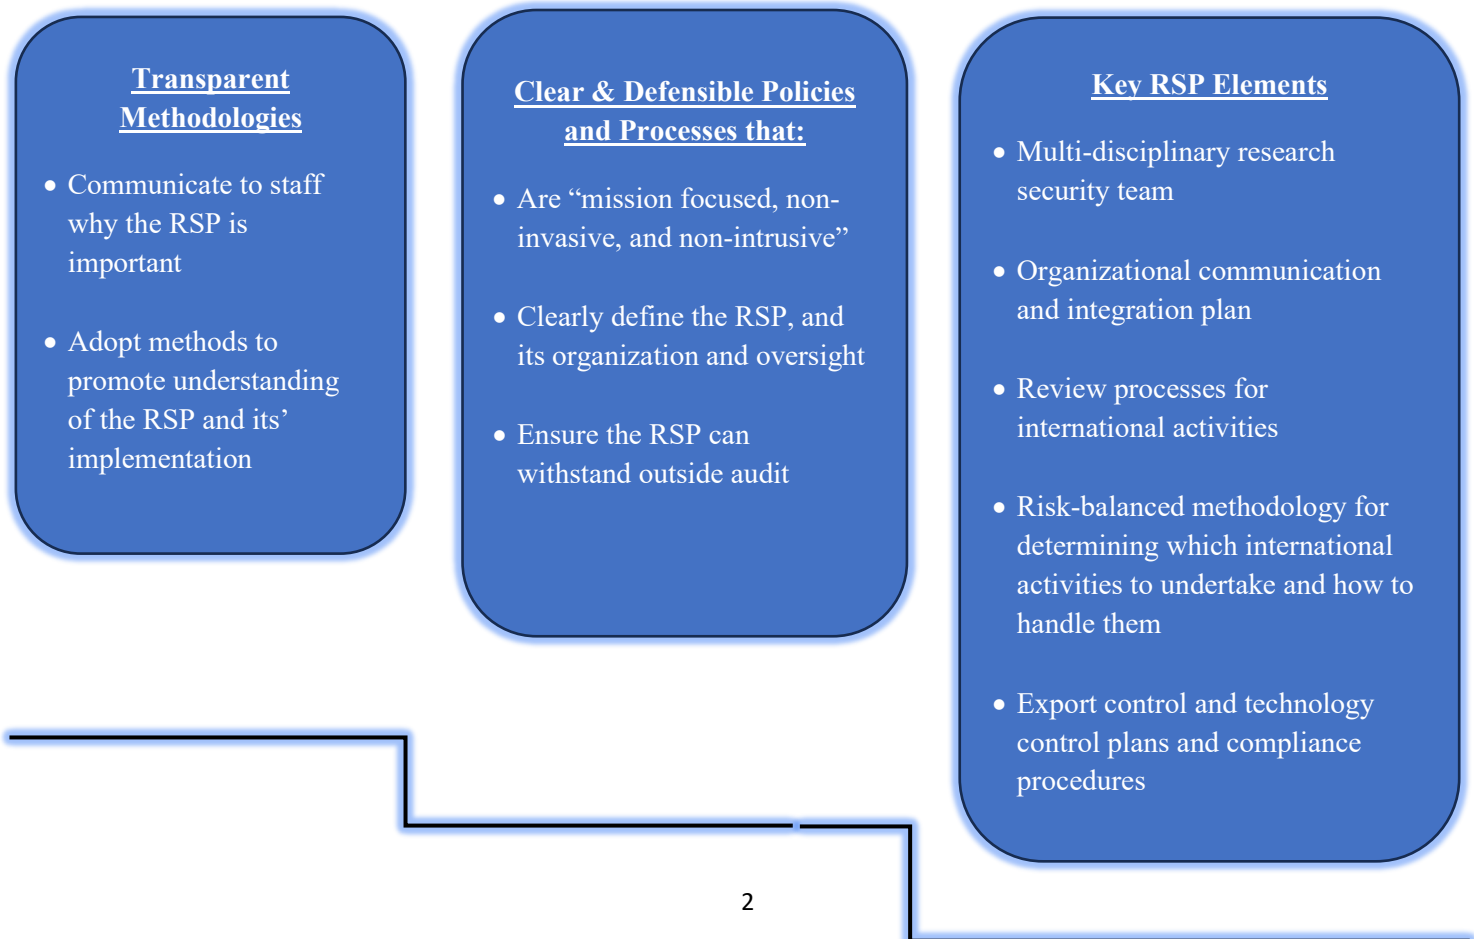 Transparent
Methodologies
• Communicate to staff
why the RSP is
important
• Adopt methods to
promote understanding
of the RSP and its’
implementation
Clear & Defensible Policies
and Processes that:
• Are “mission focused, non-
invasive, and non-intrusive”
• Clearly define the RSP, and
its organization and oversight
• Ensure the RSP can
withstand outside audit
Key RSP Elements
• Multi-disciplinary research
security team
• Organizational communication
and integration plan
• Review processes for
international activities
• Risk-balanced methodology for
determining which international
activities to undertake and how to
handle them
• Export control and technology
control plans and compliance
procedures
2